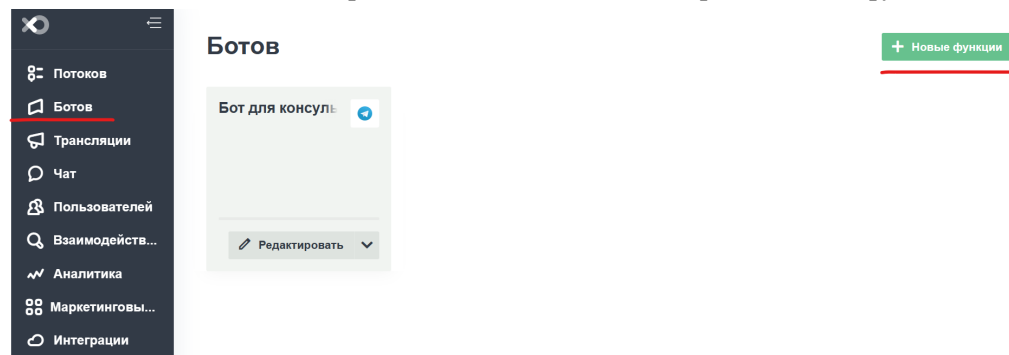 Ботов
+ Новые функции
Потоков
Ботов
Трансляции
Чат
Пользователей
Взаимодейств...
Аналитика
Маркетинговы...
Интеграции
Бот для консуль
Редактировать